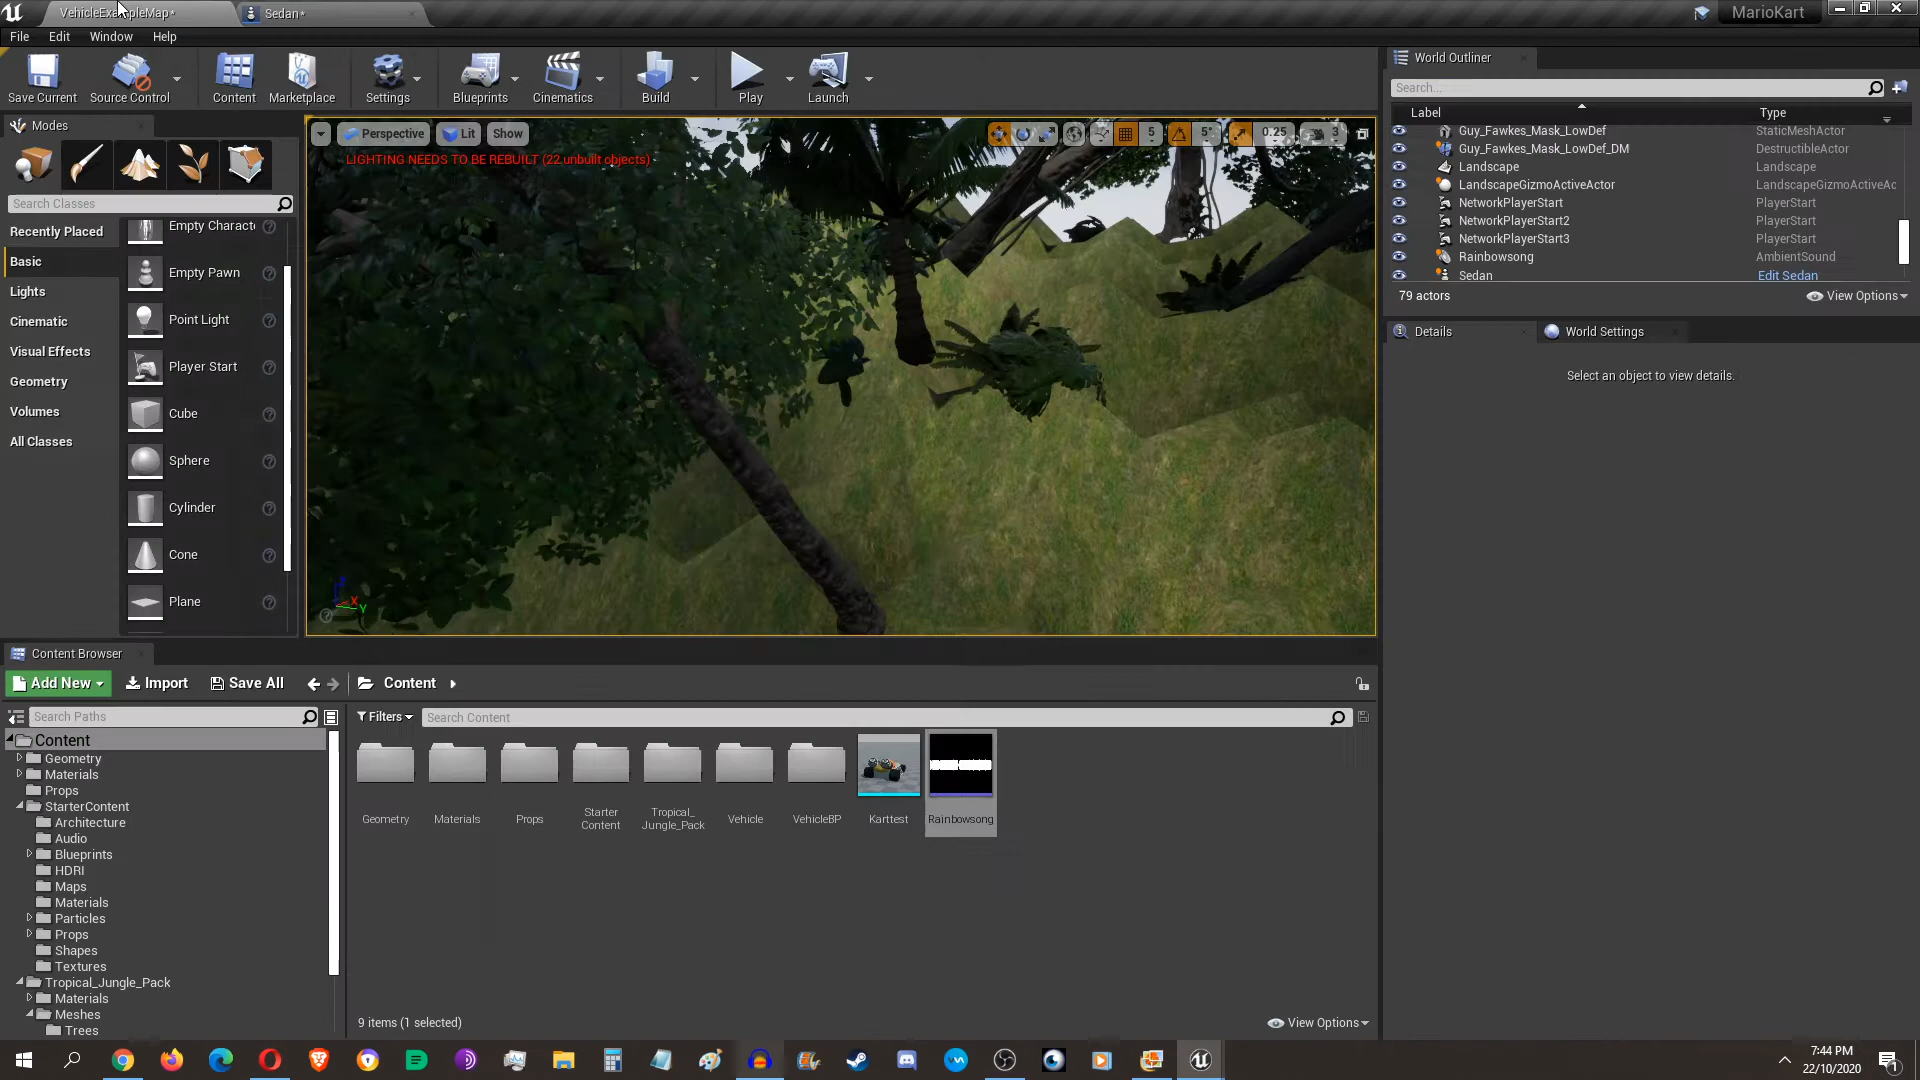 VehicleExampleMap*
Sedan*
MarioKart
File Edit Window Help
Save Current
Source Control
Content
Marketplace
Settings
Blueprints
Cinematics
Build
Play
Launch
Modes
Search Classes
Recently Placed
Basic
Lights
Cinematic
Visual Effects
Geometry
Volumes
All Classes
Empty Characte
Empty Pawn
Point Light
Player Start
Cube
Sphere
Cylinder
Cone
Plane
Perspective
Lit
Show
5
5°
0.25
3
LIGHTING NEEDS TO BE REBUILT (22 unbuilt objects)
X
Y
World Outliner
Search...
Label Type
Guy_Fawkes_Mask_LowDef StaticMeshActor
Guy_Fawkes_Mask_LowDef_DM DestructibleActor
Landscape Landscape
LandscapeGizmoActiveActor LandscapeGizmoActiveAc
NetworkPlayerStart PlayerStart
NetworkPlayerStart2 PlayerStart
NetworkPlayerStart3 PlayerStart
Rainbowsong AmbientSound
Sedan Edit Sedan
79 actors
View Options
Details
World Settings
Select an object to view details.
Content Browser
Add New
Import
Save All
Content
Search Paths
Filters
Search Content
Content
Geometry
Materials
Props
StarterContent
Architecture
Audio
Blueprints
HDRI
Maps
Materials
Particles
Props
Shapes
Textures
Tropical_Jungle_Pack
Materials
Meshes
Trees
Geometry
Materials
Props
Starter
Content
Tropical_
Jungle_Pack
Vehicle
VehicleBP
Karttest
Rainbowsong
9 items (1 selected)
View Options
7:44 PM
22/10/2020
1